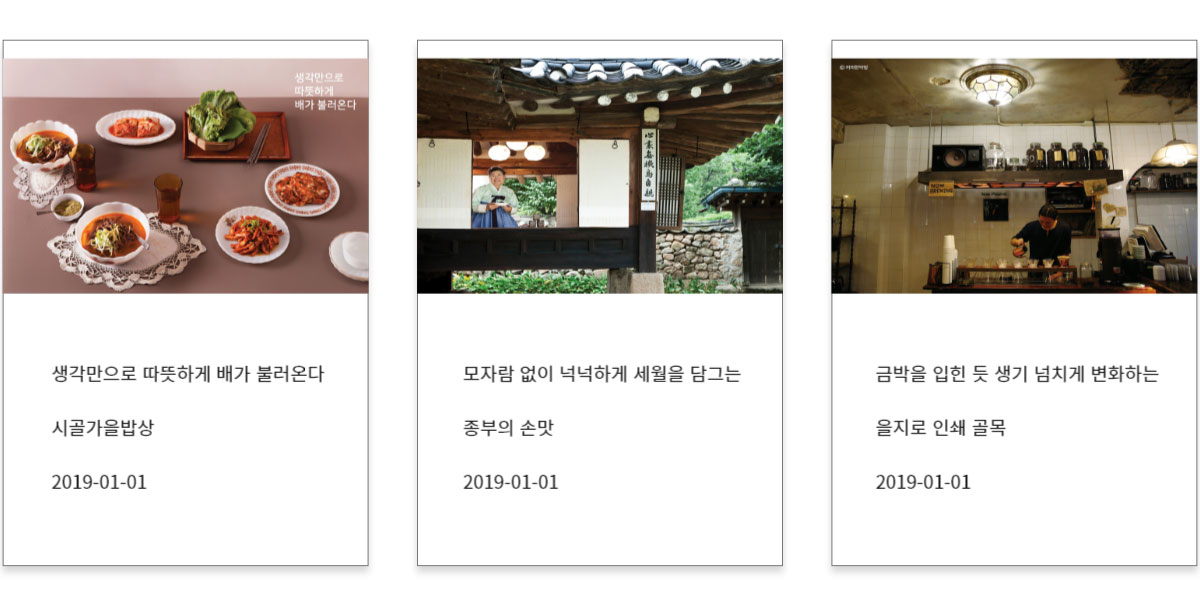 생각만으로
따뜻하게
배가 불러온다
생각만으로 따뜻하게 배가 불러온다
시골가을밥상
2019-01-01
모자람 없이 넉넉하게 세월을 담그는
종부의 손맛
2019-01-01
금박을 입힌 듯 생기 넘치게 변화하는
을지로 인쇄 골목
2019-01-01